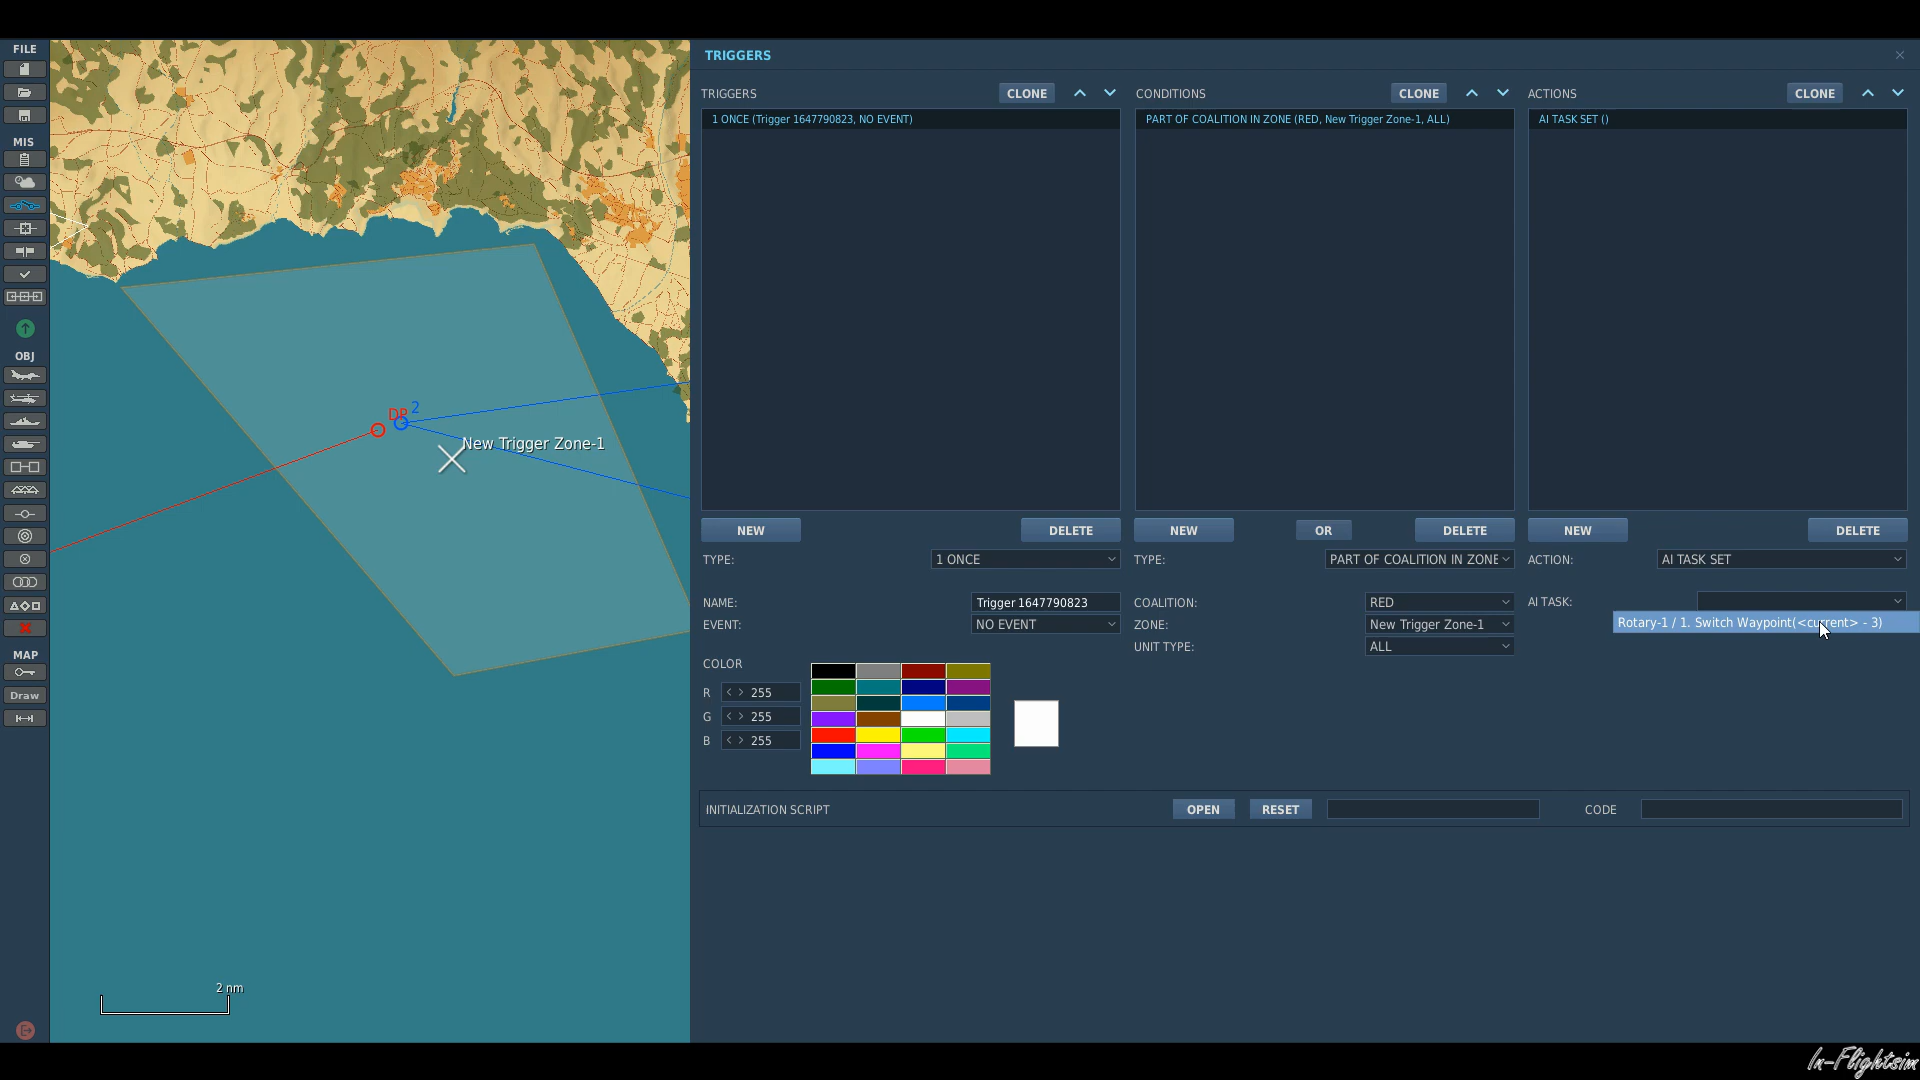 FILE
MIS
OBJ
MAP
Draw
DP
2
New Trigger Zone-1
2 nm
TRIGGERS
TRIGGERS
CLONE
1 ONCE (Trigger 1647790823, NO EVENT)
NEW
DELETE
TYPE:
1 ONCE
NAME:
Trigger 1647790823
EVENT:
NO EVENT
COLOR
R
< >
255
G
< >
255
B
< >
255
CONDITIONS
CLONE
PART OF COALITION IN ZONE (RED, New Trigger Zone-1, ALL)
NEW
OR
DELETE
TYPE:
PART OF COALITION IN ZONE
COALITION:
RED
ZONE:
New Trigger Zone-1
UNIT TYPE:
ALL
ACTIONS
CLONE
AI TASK SET ()
NEW
DELETE
ACTION:
AI TASK SET
AI TASK:
Rotary-1 / 1. Switch Waypoint(<current> - 3)
INITIALIZATION SCRIPT
OPEN
RESET
CODE
In-Flightsim